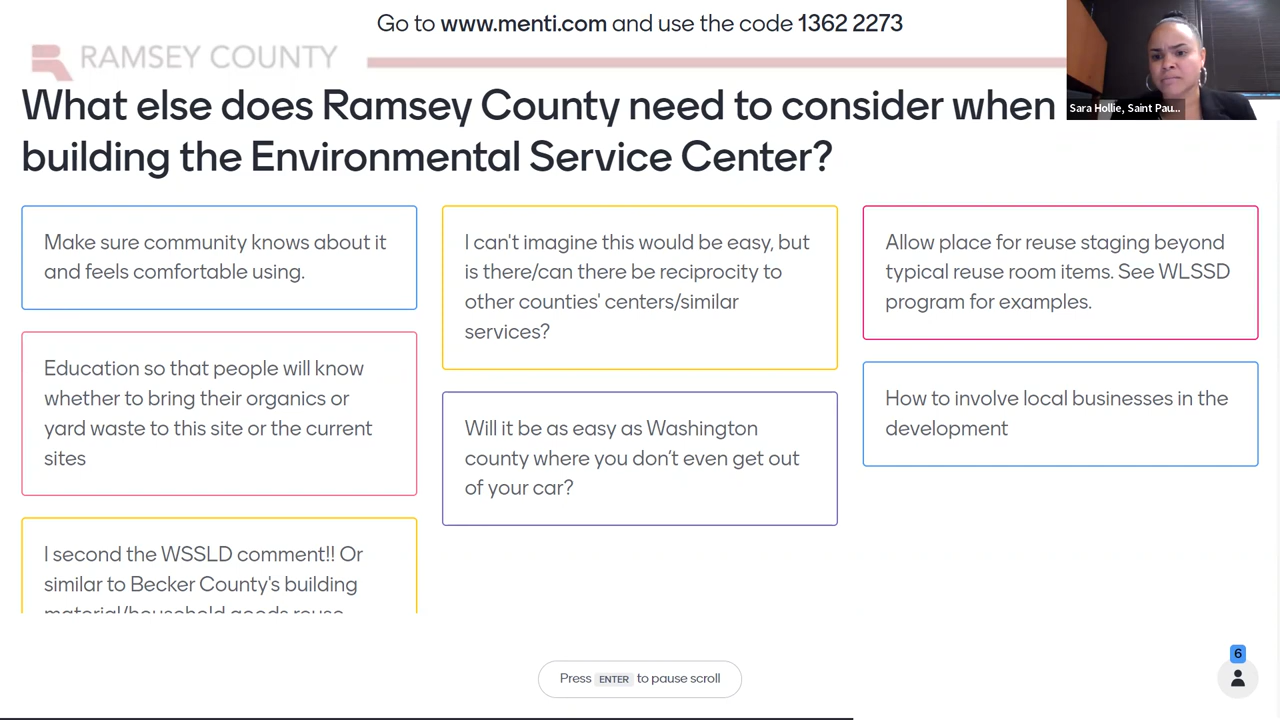 Go to www.menti.com and use the code 1362 2273
RAMSEY COUNTY
What else does Ramsey County need to consider when
building the Environmental Service Center?
Sara Hollie, Saint Pau...
Make sure community knows about it
and feels comfortable using.
Education so that people will know
whether to bring their organics or
yard waste to this site or the current
sites
I second the WSSLD comment!! Or
similar to Becker County's building
material/household goods reuse
I can't imagine this would be easy, but
is there/can there be reciprocity to
other counties' centers/similar
services?
Will it be as easy as Washington
county where you don't even get out
of your car?
Allow place for reuse staging beyond
typical reuse room items. See WLSSD
program for examples.
How to involve local businesses in the
development
Press ENTER to pause scroll
6